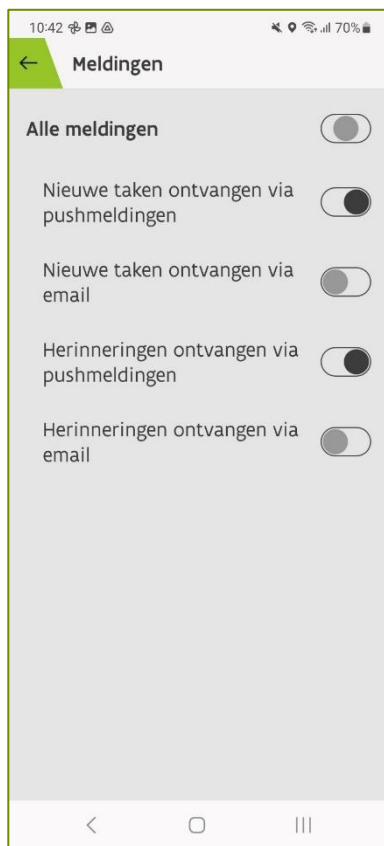 10:42 70%
Meldingen
Alle meldingen
Nieuwe taken ontvangen via
pushmeldingen
Nieuwe taken ontvangen via
email
Herinneringen ontvangen via
pushmeldingen
Herinneringen ontvangen via
email